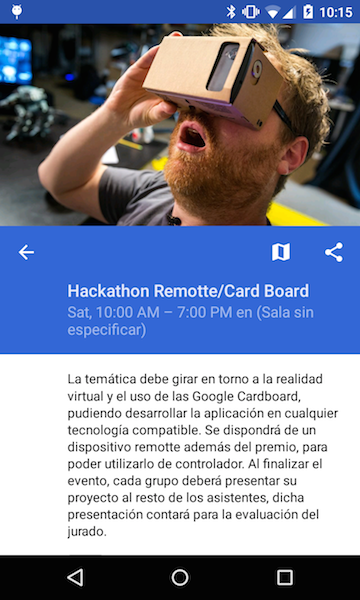 10:15
Hackathon Remotte/Card Board
Sat, 10:00 AM – 7:00 PM en (Sala sin
especificar)
La temática debe girar en torno a la realidad
virtual y el uso de las Google Cardboard,
pudiendo desarrollar la aplicación en cualquier
tecnología compatible. Se dispondrá de un
dispositivo remotte además del premio, para
poder utilizarlo de controlador. Al finalizar el
evento, cada grupo deberá presentar su
proyecto al resto de los asistentes, dicha
presentación contará para la evaluación del
jurado.